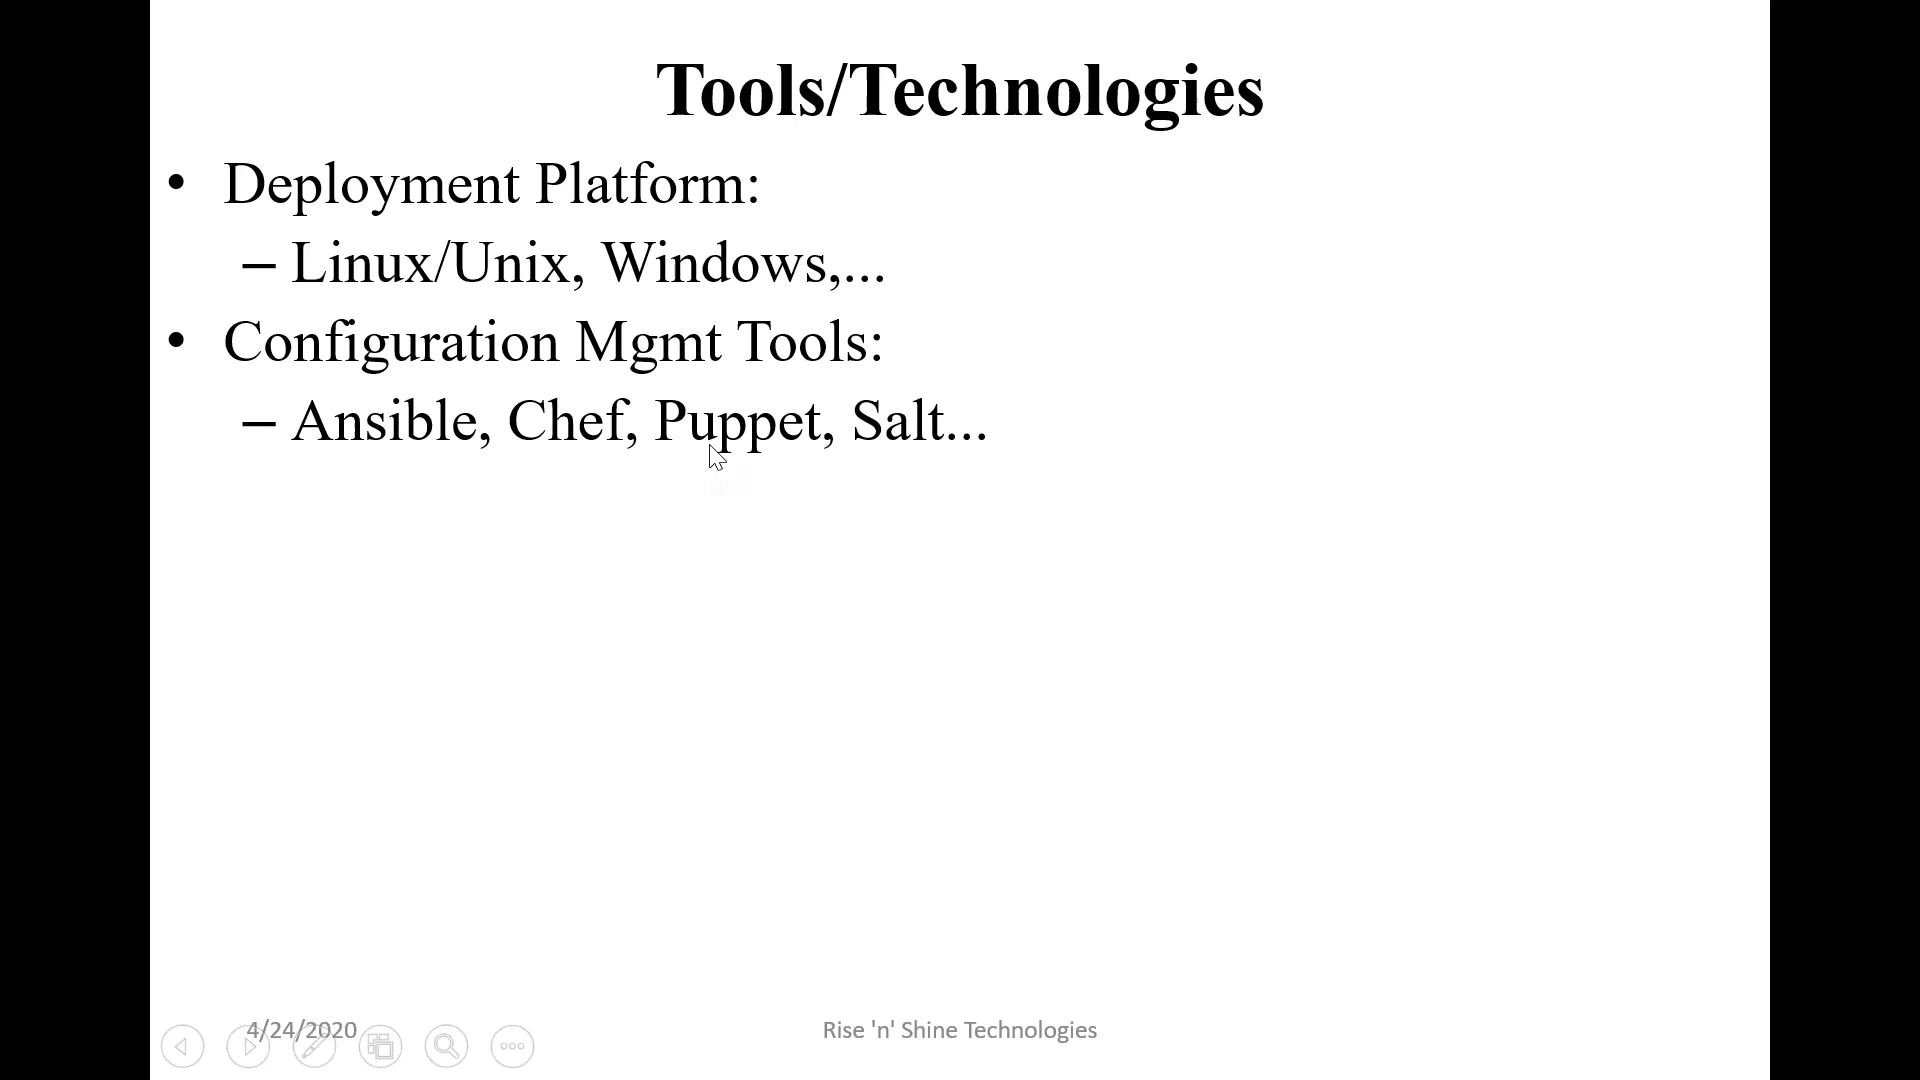 Tools/Technologies
• Deployment Platform:
– Linux/Unix, Windows,...
• Configuration Mgmt Tools:
– Ansible, Chef, Puppet, Salt...
4/24/2020
Rise 'n' Shine Technologies